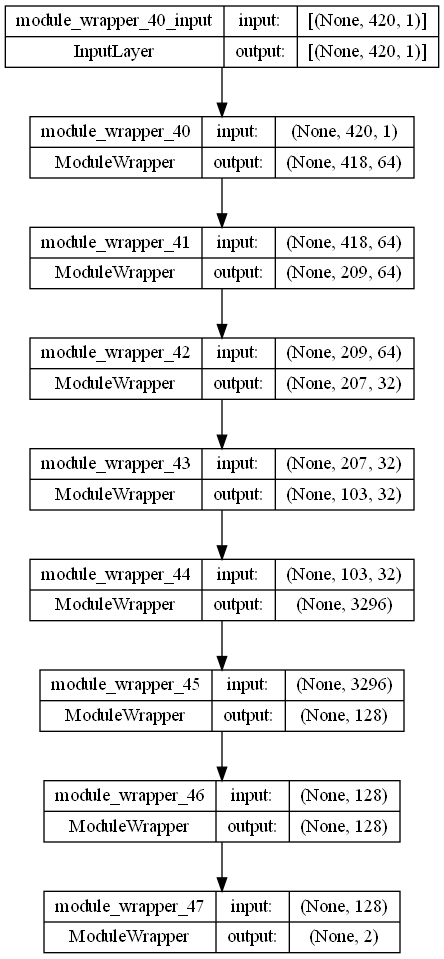 module_wrapper_40_input input: [(None, 420, 1)]
InputLayer output: [(None, 420, 1)]
module_wrapper_40 input: (None, 420, 1)
ModuleWrapper output: (None, 418, 64)
module_wrapper_41 input: (None, 418, 64)
ModuleWrapper output: (None, 209, 64)
module_wrapper_42 input: (None, 209, 64)
ModuleWrapper output: (None, 207, 32)
module_wrapper_43 input: (None, 207, 32)
ModuleWrapper output: (None, 103, 32)
module_wrapper_44 input: (None, 103, 32)
ModuleWrapper output: (None, 3296)
module_wrapper_45 input: (None, 3296)
ModuleWrapper output: (None, 128)
module_wrapper_46 input: (None, 128)
ModuleWrapper output: (None, 128)
module_wrapper_47 input: (None, 128)
ModuleWrapper output: (None, 2)